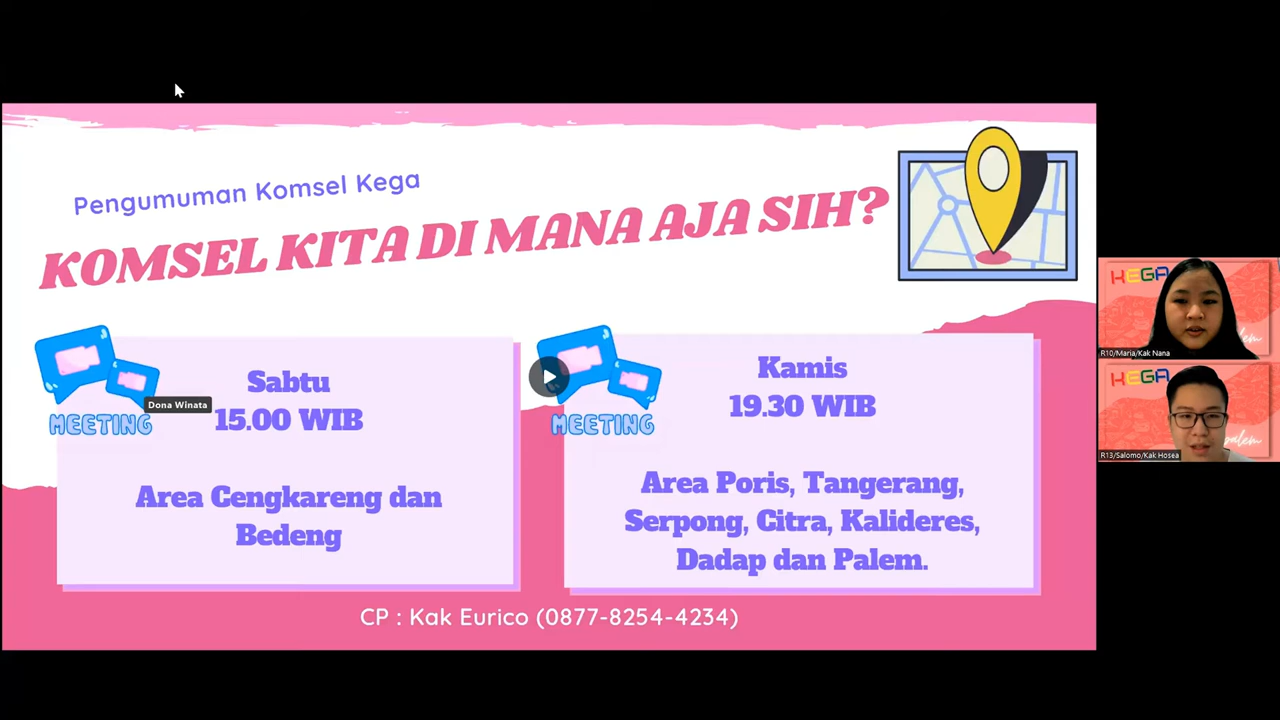 Pengumuman Komsel Kega
KOMSEL KITA DI MANA AJA SIH?
MEETING
Dona Winata
Sabtu
15.00 WIB
Area Cengkareng dan
Bedeng
MEETING
Kamis
19.30 WIB
Area Poris, Tangerang,
Serpong, Citra, Kalideres,
Dadap dan Palem.
CP : Kak Eurico (0877-8254-4234)
KEGA
R10/Maria/Kak Nana
KEGA
palem
R13/Salomo/Kak Hosea